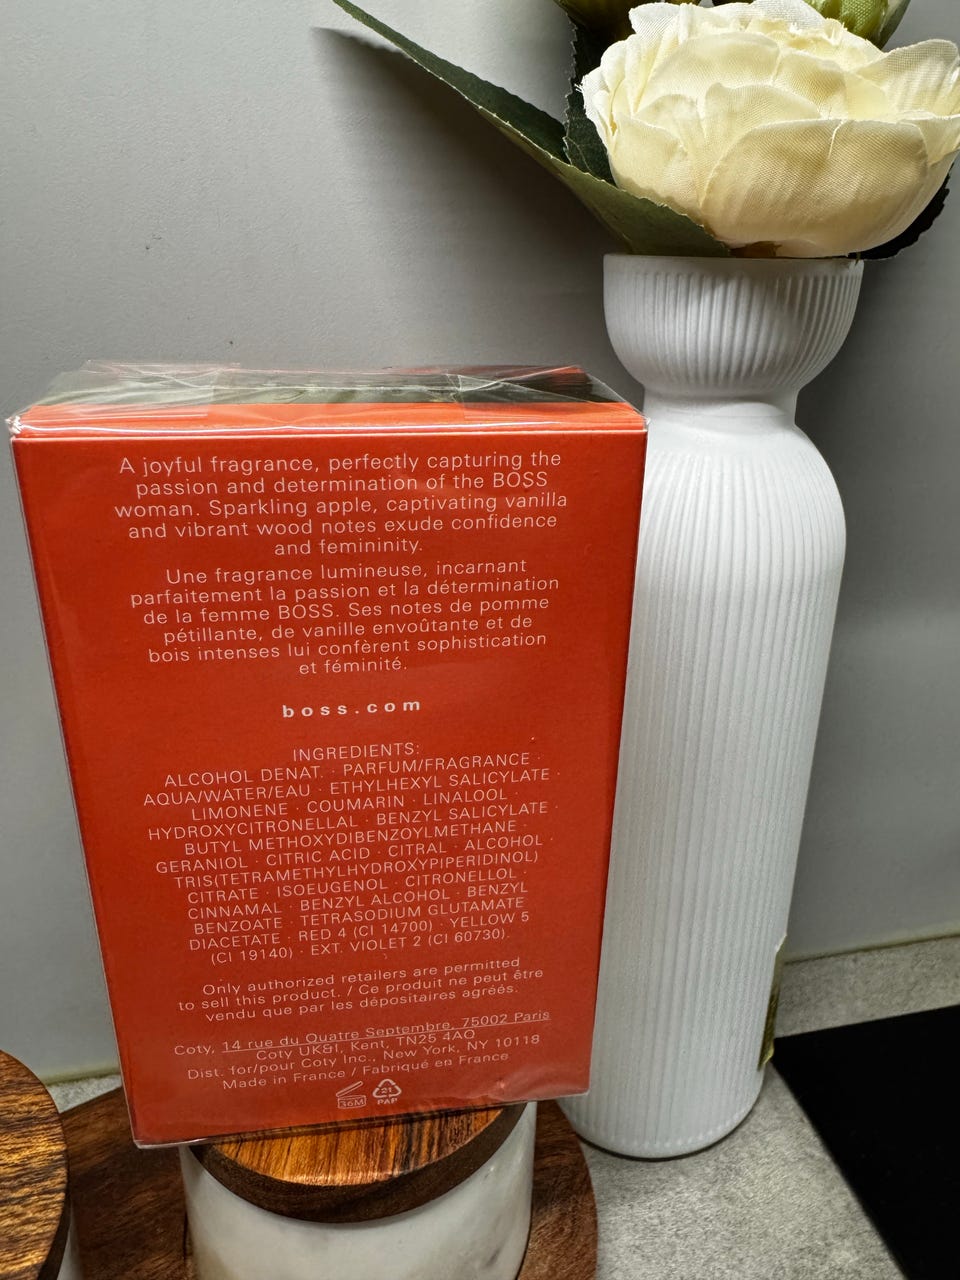 A joyful fragrance, perfectly capturing the
passion and determination of the BOSS
woman. Sparkling apple, captivating vanilla
and vibrant wood notes exude confidence
and femininity.
Une fragrance lumineuse, incarnant
parfaitement la passion et la détermination
de la femme BOSS. Ses notes de pomme
pétillante, de vanille envoûtante et de
bois intenses lui confèrent sophistication
et féminité.
boss.com
INGREDIENTS:
ALCOHOL DENAT. · PARFUM/FRAGRANCE ·
AQUA/WATER/EAU · ETHYLHEXYL SALICYLATE ·
LIMONENE · COUMARIN · LINALOOL ·
HYDROXYCITRONELLAL · BENZYL SALICYLATE ·
BUTYL METHOXYDIBENZOYLMETHANE ·
GERANIOL · CITRIC ACID · CITRAL · ALCOHOL ·
TRIS(TETRAMETHYLHYDROXYPIPERIDINOL)
CITRATE · ISOEUGENOL · CITRONELLOL ·
CINNAMAL · BENZYL ALCOHOL · BENZYL
BENZOATE · TETRASODIUM GLUTAMATE
DIACETATE · RED 4 (CI 14700) · YELLOW 5
(CI 19140) · EXT. VIOLET 2 (CI 60730).
Only authorized retailers are permitted
to sell this product. / Ce produit ne peut être
vendu que par les dépositaires agréés.
Coty, 14 rue du Quatre Septembre, 75002 Paris
Coty UK&I, Kent, TN25 4AQ
Dist. for/pour Coty Inc., New York, NY 10118
Made in France / Fabriqué en France
36M
21
PAP